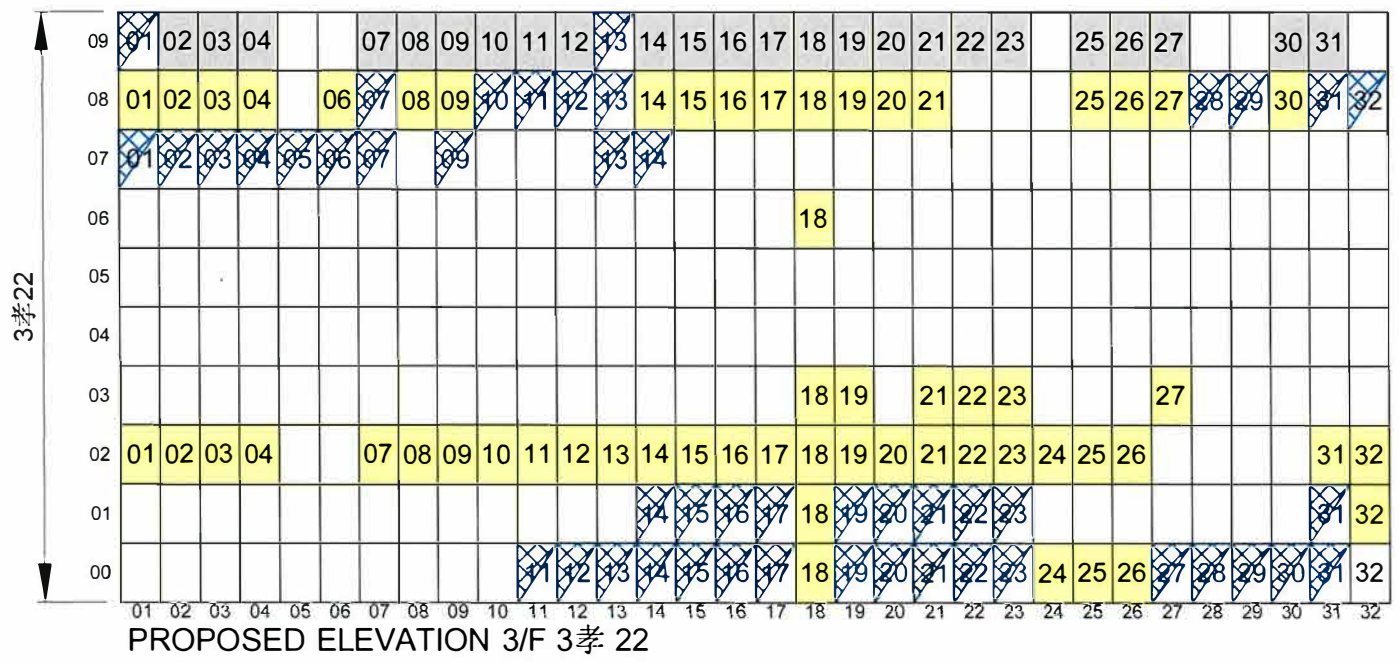 09 01 02 03 04 07 08 09 10 11 12 13 14 15 16 17 18 19 20 21 22 23 25 26 27 30 31
08 01 02 03 04 06 07 08 09 10 11 12 13 14 15 16 17 18 19 20 21 25 26 27 28 29 30 31 32
07 01 02 03 04 05 06 07 09 13 14
06 18
05
04
03 18 19 21 22 23 27
02 01 02 03 04 07 08 09 10 11 12 13 14 15 16 17 18 19 20 21 22 23 24 25 26 31 32
01 14 15 16 17 18 19 20 21 22 23 31 32
00 11 12 13 14 15 16 17 18 19 20 21 22 23 24 25 26 27 28 29 30 31 32
01 02 03 04 05 06 07 08 09 10 11 12 13 14 15 16 17 18 19 20 21 22 23 24 25 26 27 28 29 30 31 32
3孝22
PROPOSED ELEVATION 3/F 3孝 22